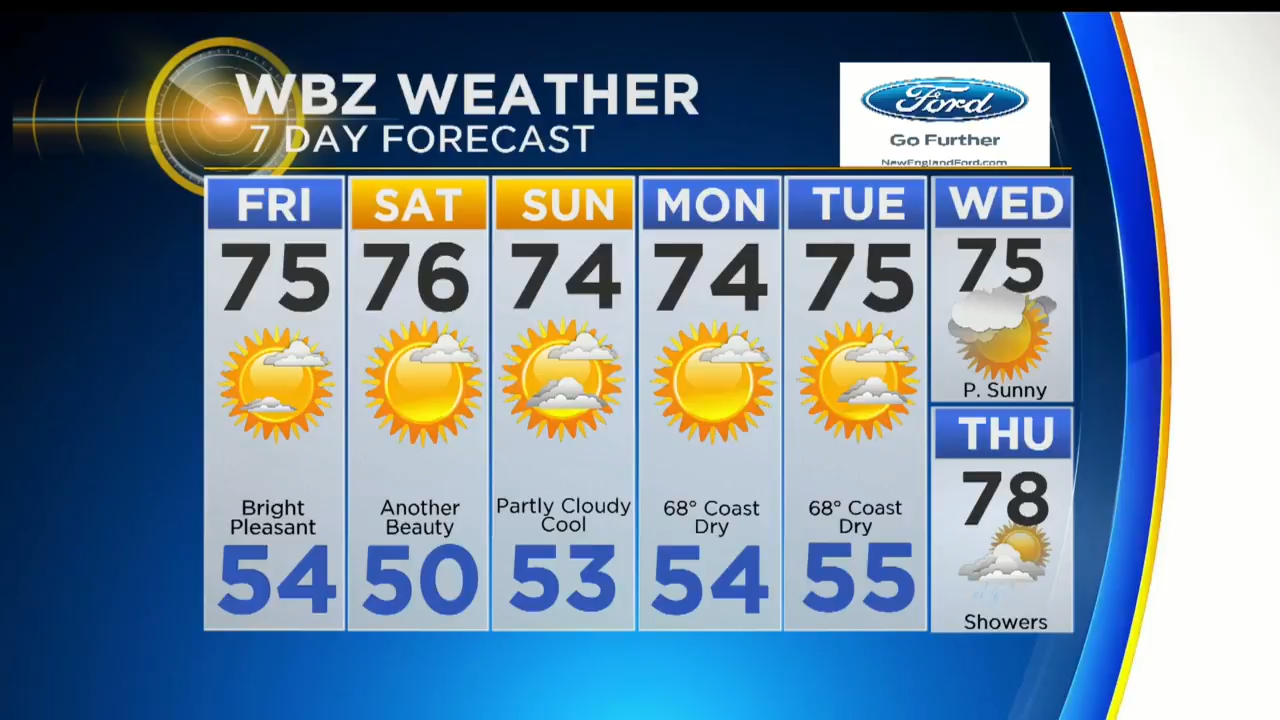 WBZ WEATHER
7 DAY FORECAST
Ford
Go Further
NewEnglandFord.com
FRI
75
Bright
Pleasant
54
SAT
76
Another
Beauty
50
SUN
74
Partly Cloudy
Cool
53
MON
74
68° Coast
Dry
54
TUE
75
68° Coast
Dry
55
WED
75
P. Sunny
THU
78
Showers